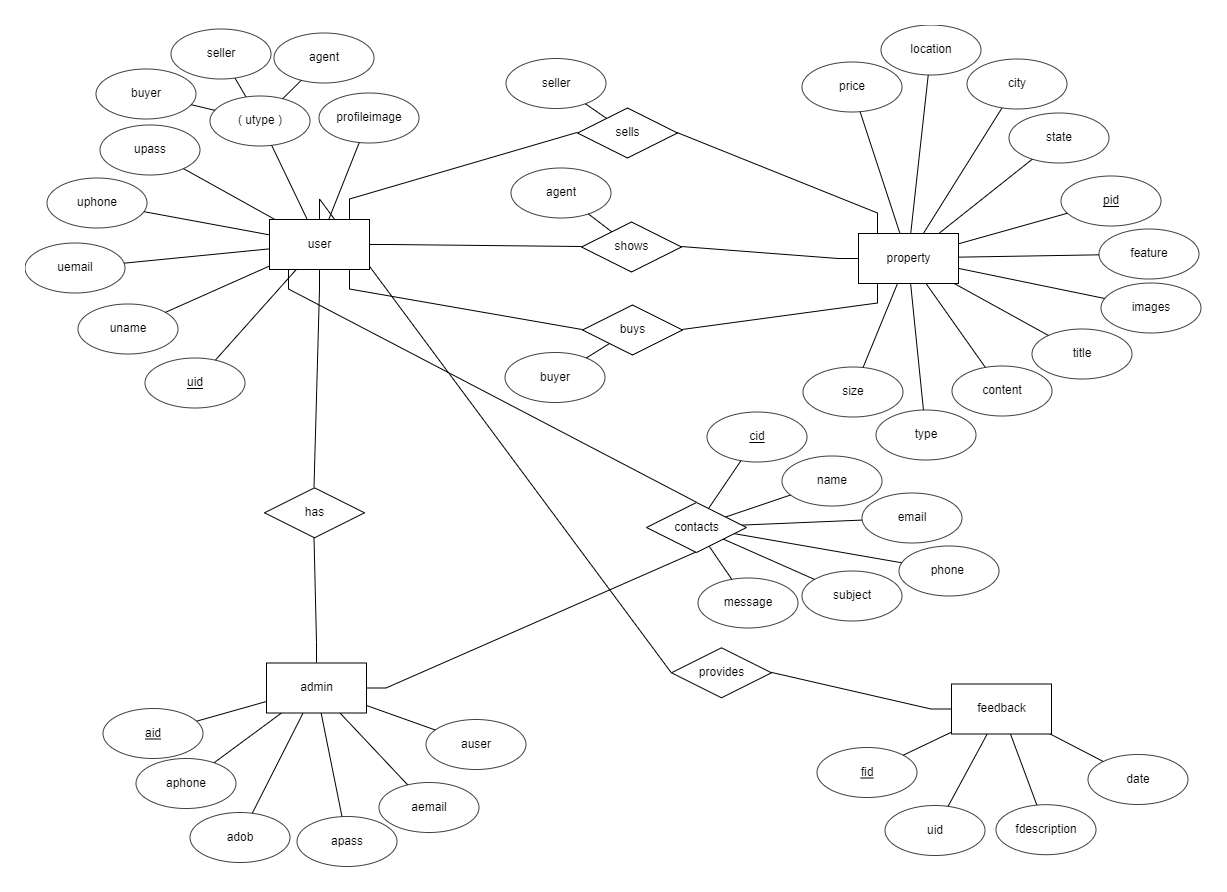 seller
agent
buyer
( utype )
profileimage
upass
uphone
uemail
uname
uid
user
seller
sells
agent
shows
buys
buyer
location
price
city
state
pid
feature
images
title
content
type
size
property
cid
name
email
phone
subject
message
contacts
has
provides
admin
aid
aphone
adob
apass
aemail
auser
feedback
fid
uid
fdescription
date